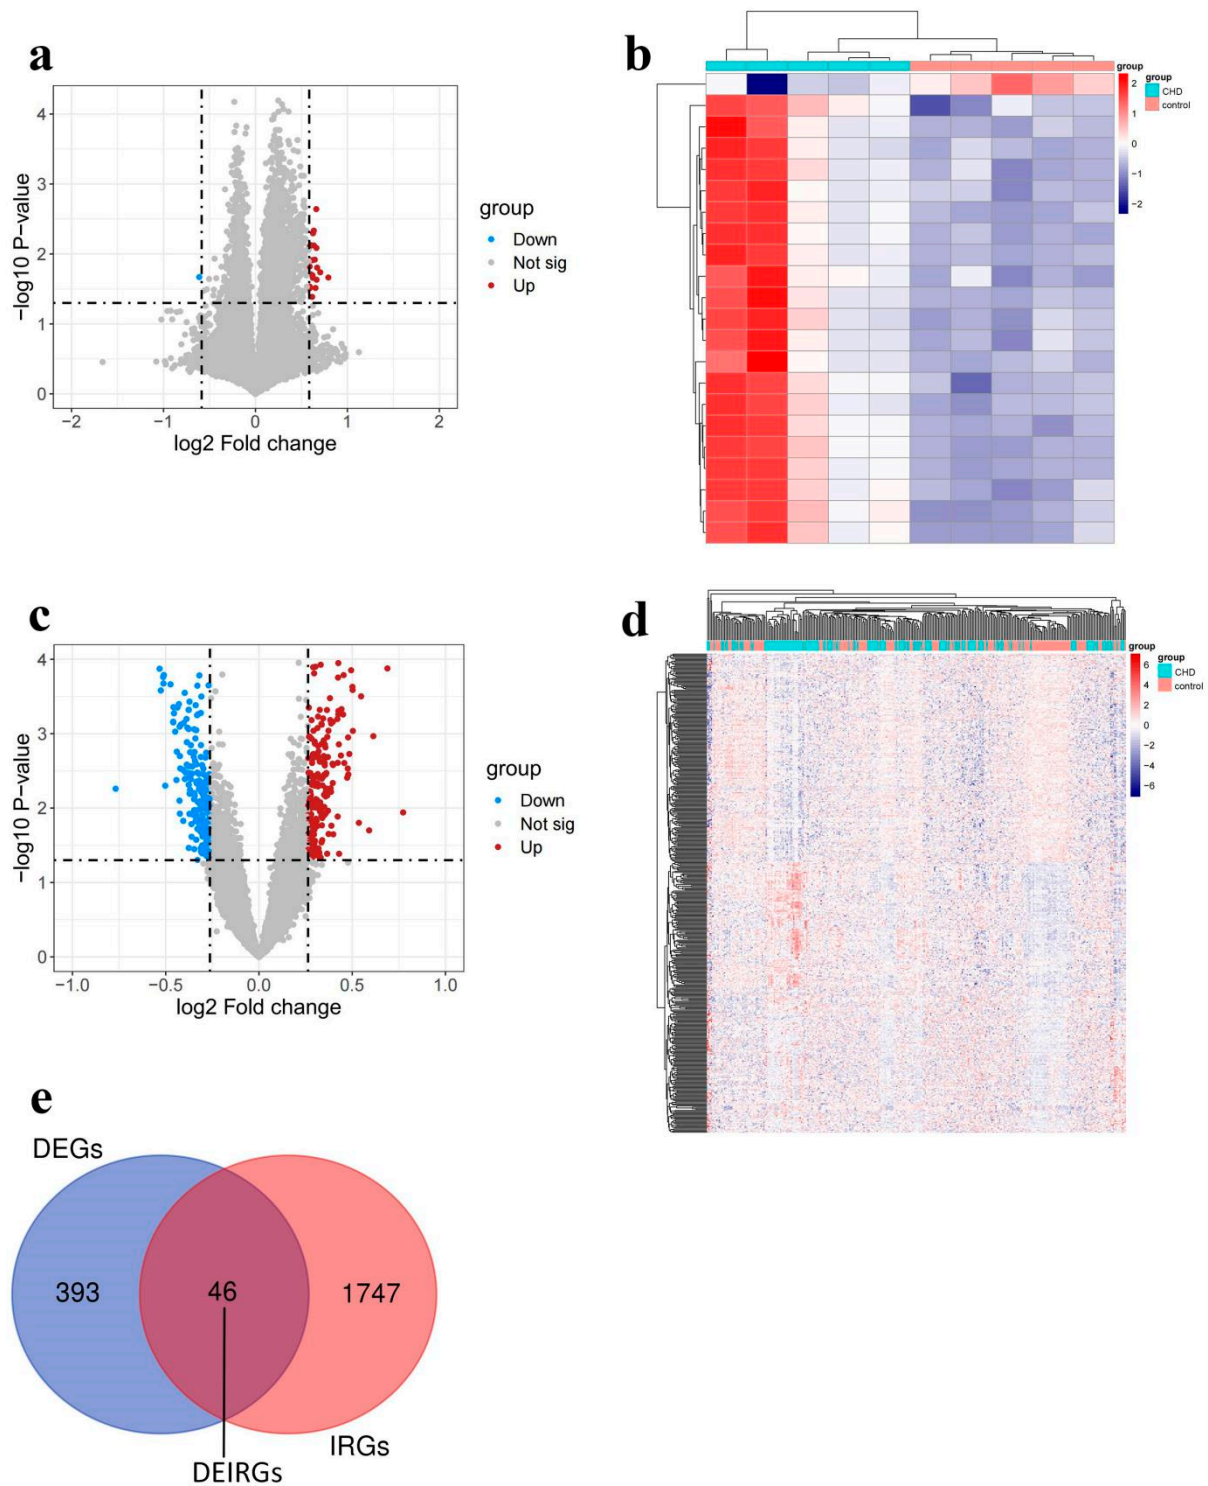 a
4
3
2
1
0
−log10 P-value
−2
−1
0
1
2
log2 Fold change
group
Down
Not sig
Up
b
group
2
1
0
−1
−2
group
CHD
control
c
4
3
2
1
0
−log10 P-value
−1.0
−0.5
0.0
0.5
1.0
log2 Fold change
group
Down
Not sig
Up
d
group
6
4
2
0
−2
−4
−6
group
CHD
control
e
DEGs
393
46
1747
IRGs
DEIRGs